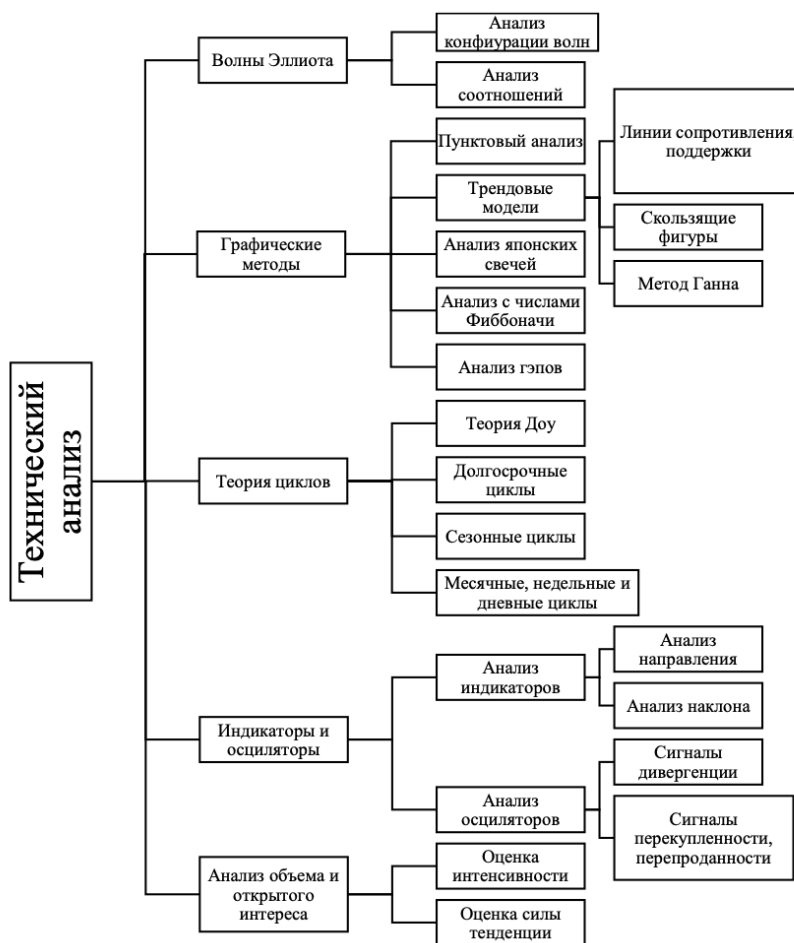 Технический
анализ
Волны Эллиота
Анализ
конфиурации волн
Анализ
соотношений
Графические
методы
Пунктовый анализ
Трендовые
модели
Линии сопротивления,
поддержки
Скользящие
фигуры
Метод Ганна
Анализ японских
свечей
Анализ с числами
Фиббоначи
Анализ гэпов
Теория циклов
Теория Доу
Долгосрочные
циклы
Сезонные циклы
Месячные, недельные и
дневные циклы
Индикаторы и
осциляторы
Анализ
индикаторов
Анализ
направления
Анализ наклона
Анализ
осциляторов
Сигналы
дивергенции
Сигналы
перекупленности,
перепроданности
Анализ объема и
открытого
интереса
Оценка
интенсивности
Оценка силы
тенденции